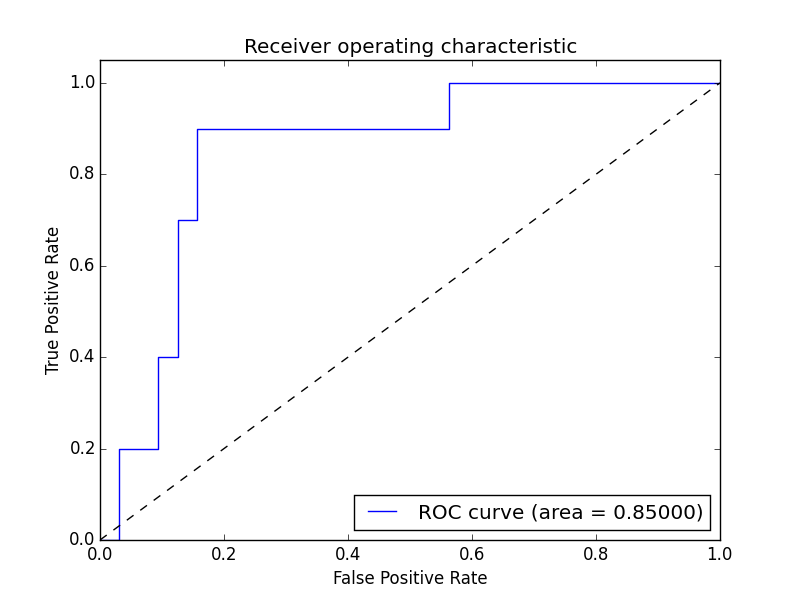 Receiver operating characteristic
True Positive Rate
1.0
0.8
0.6
0.4
0.2
0.0
ROC curve (area = 0.85000)
0.0 0.2 0.4 0.6 0.8 1.0
False Positive Rate